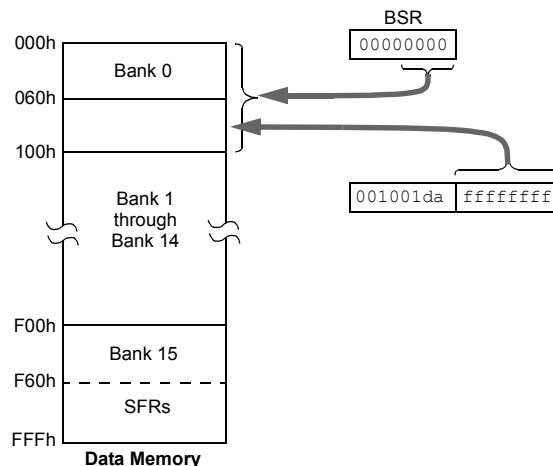 BSR
000h
00000000
Bank 0
060h
100h
001001da ffffffff
Bank 1
through
Bank 14
F00h
Bank 15
F60h
SFRs
FFFh
Data Memory